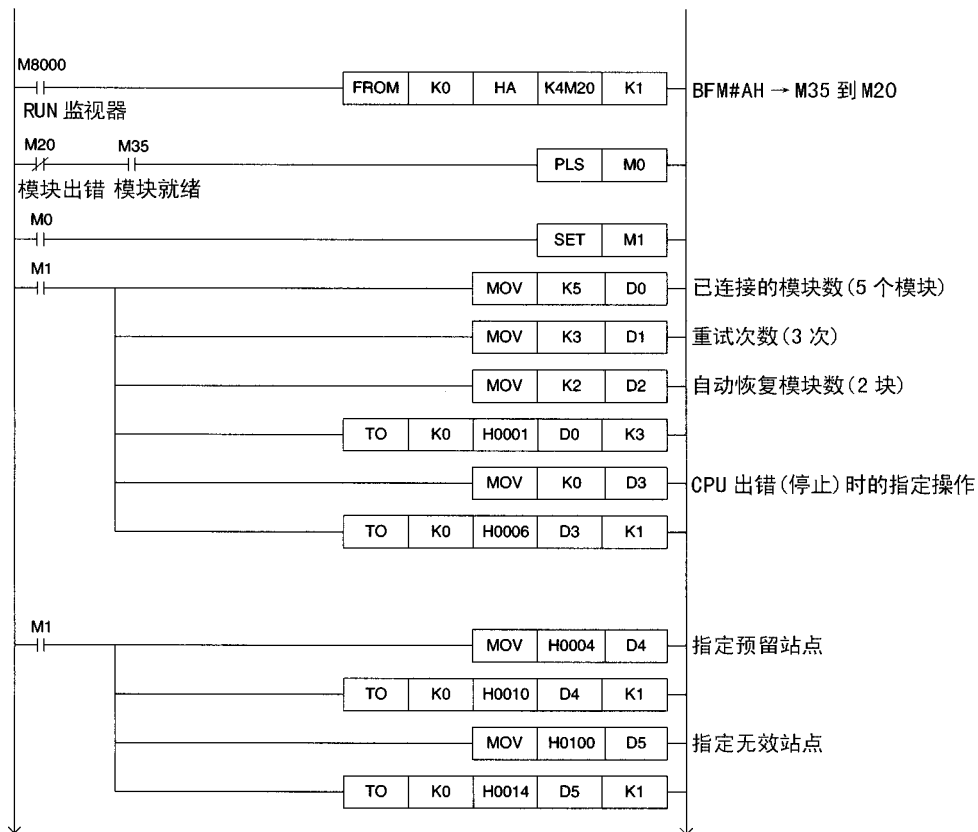 M8000
FROM K0 HA K4M20 K1 BFM#AH → M35 到 M20
RUN 监视器
M20 M35
PLS M0
模块出错 模块就绪
M0
SET M1
M1
MOV K5 D0 已连接的模块数(5 个模块)
MOV K3 D1 重试次数(3 次)
MOV K2 D2 自动恢复模块数(2 块)
TO K0 H0001 D0 K3
MOV K0 D3 CPU 出错(停止)时的指定操作
TO K0 H0006 D3 K1
M1
MOV H0004 D4 指定预留站点
TO K0 H0010 D4 K1
MOV H0100 D5 指定无效站点
TO K0 H0014 D5 K1